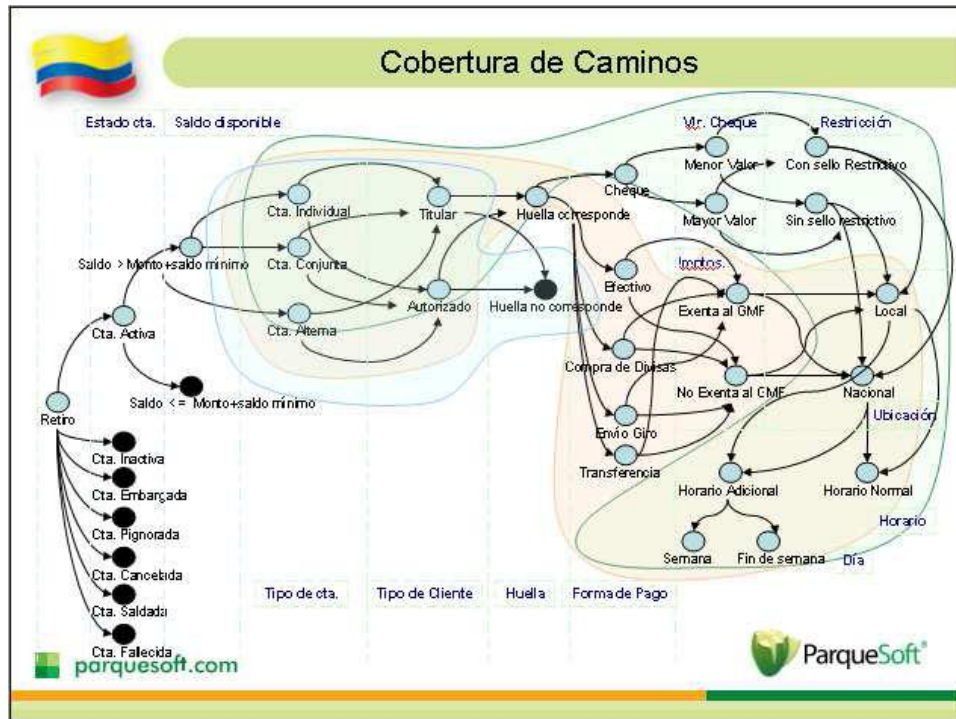 Cobertura de Caminos
Estado cta.
Saldo disponible
Vlr. Cheque
Restricción
Menor Valor
Con sello Restrictivo
Cheque
Cta. Individual
Titular
Huella corresponde
Mayor Valor
Sin sello restrictivo
Saldo > Monto+saldo mínimo
Cta. Conjunta
Imptos.
Efectivo
Autorizado
Huella no corresponde
Exenta al GMF
Local
Cta. Activa
Cta. Alterna
Compra de Divisas
No Exenta al GMF
Nacional
Saldo <= Monto+saldo mínimo
Retiro
Envío Giro
Ubicación
Cta. Inactiva
Transferencia
Horario Adicional
Horario Normal
Cta. Embargada
Cta. Pignorada
Horario
Cta. Cancelada
Semana
Fin de semana
Día
Tipo de cta.
Tipo de Cliente
Huella
Forma de Pago
Cta. Saldada
Cta. Fallecida
parquesoft.com
ParqueSoft®